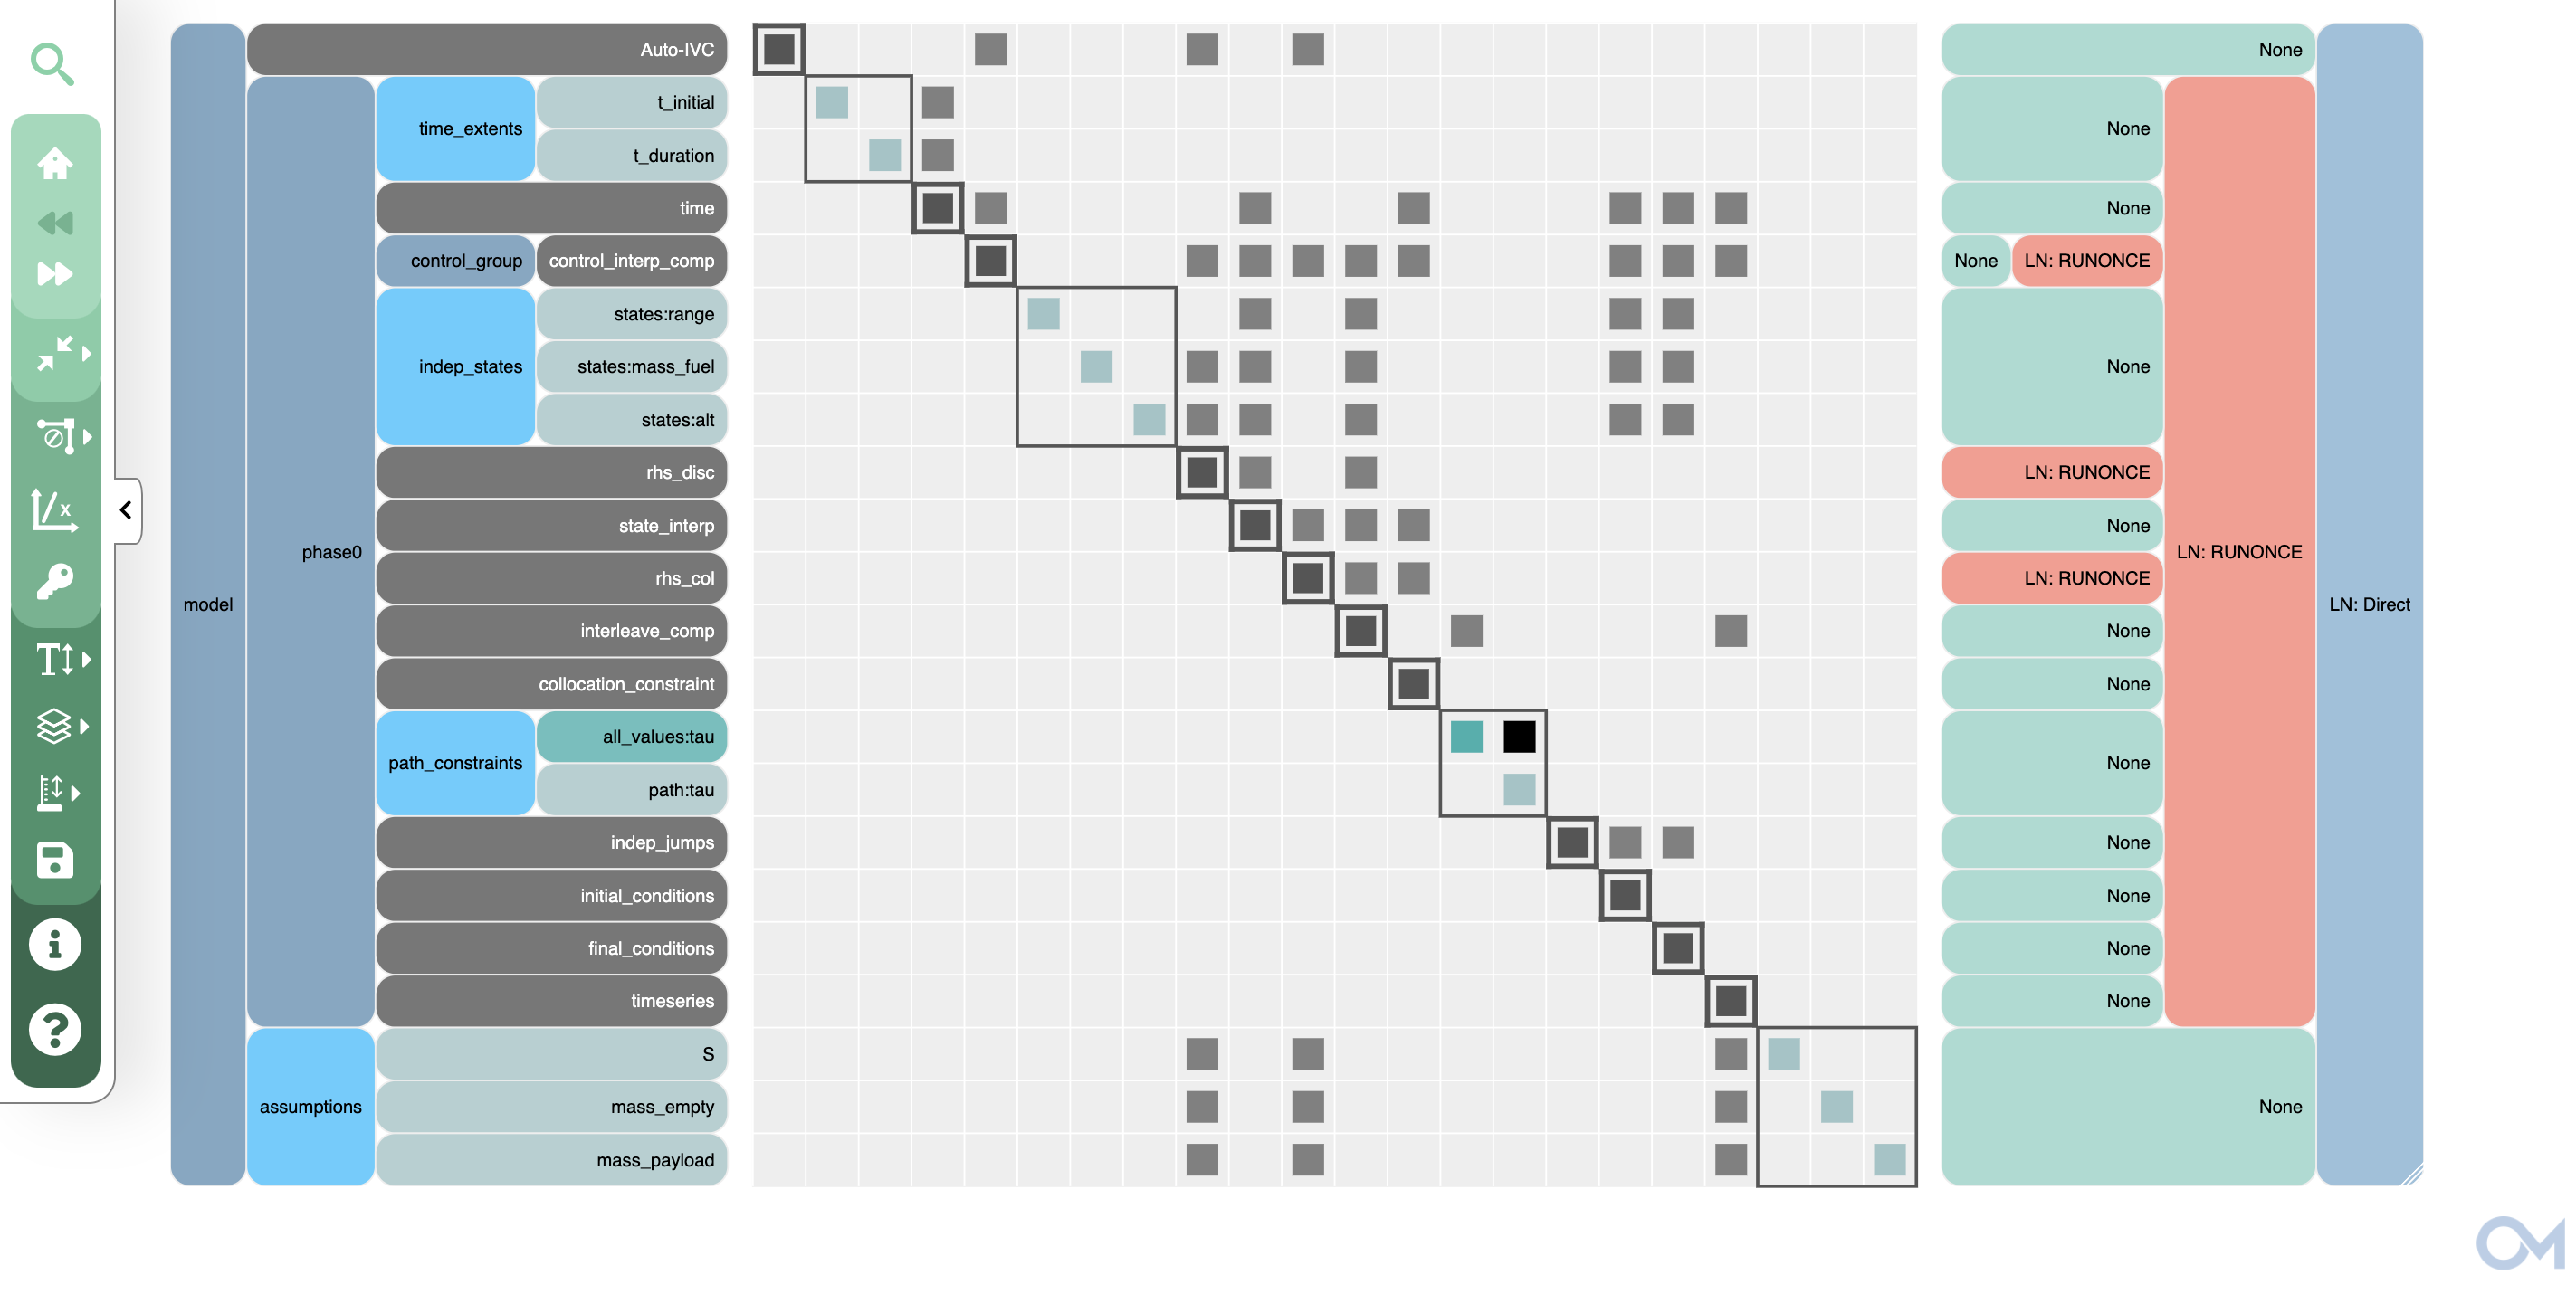 Auto-IVC
None
t_initial
time_extents
None
t_duration
time
None
control_group
control_interp_comp
None
LN: RUNONCE
states:range
indep_states
states:mass_fuel
None
states:alt
rhs_disc
LN: RUNONCE
state_interp
None
phase0
LN: RUNONCE
rhs_col
LN: RUNONCE
model
LN: Direct
interleave_comp
None
collocation_constraint
None
all_values:tau
path_constraints
None
path:tau
indep_jumps
None
initial_conditions
None
final_conditions
None
timeseries
None
S
assumptions
mass_empty
None
mass_payload